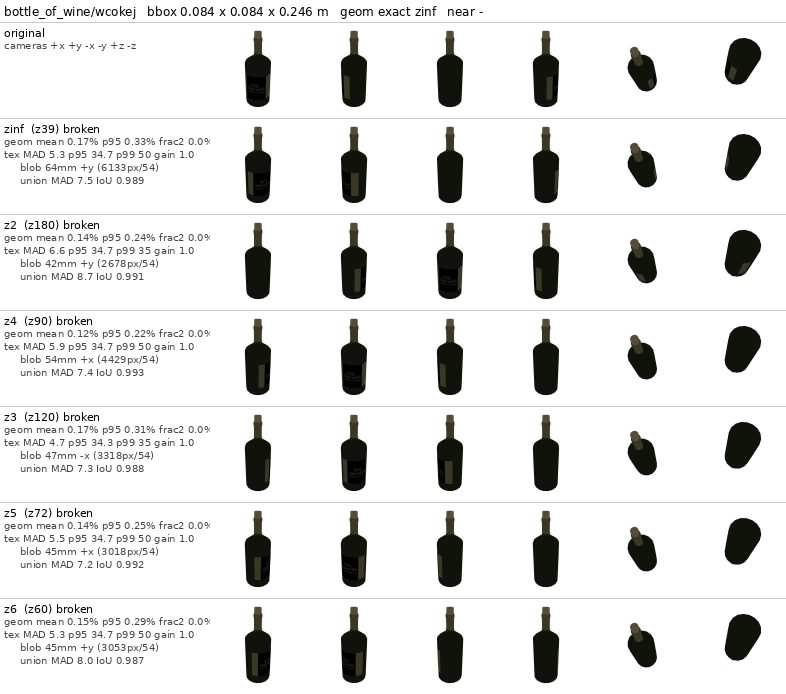 bottle_of_wine/wcokej bbox 0.084 x 0.084 x 0.246 m geom exact zinf near -
original
cameras +x +y -x -y +z -z
zinf (z39) broken
geom mean 0.17% p95 0.33% frac2 0.0%
tex MAD 5.3 p95 34.7 p99 50 gain 1.0
blob 64mm +y (6133px/54)
union MAD 7.5 IoU 0.989
z2 (z180) broken
geom mean 0.14% p95 0.24% frac2 0.0%
tex MAD 6.6 p95 34.7 p99 35 gain 1.0
blob 42mm +y (2678px/54)
union MAD 8.7 IoU 0.991
z4 (z90) broken
geom mean 0.12% p95 0.22% frac2 0.0%
tex MAD 5.9 p95 34.7 p99 50 gain 1.0
blob 54mm +x (4429px/54)
union MAD 7.4 IoU 0.993
z3 (z120) broken
geom mean 0.17% p95 0.31% frac2 0.0%
tex MAD 4.7 p95 34.3 p99 35 gain 1.0
blob 47mm -x (3318px/54)
union MAD 7.3 IoU 0.988
z5 (z72) broken
geom mean 0.14% p95 0.25% frac2 0.0%
tex MAD 5.5 p95 34.7 p99 50 gain 1.0
blob 45mm +x (3018px/54)
union MAD 7.2 IoU 0.992
z6 (z60) broken
geom mean 0.15% p95 0.29% frac2 0.0%
tex MAD 5.3 p95 34.7 p99 50 gain 1.0
blob 45mm +y (3053px/54)
union MAD 8.0 IoU 0.987